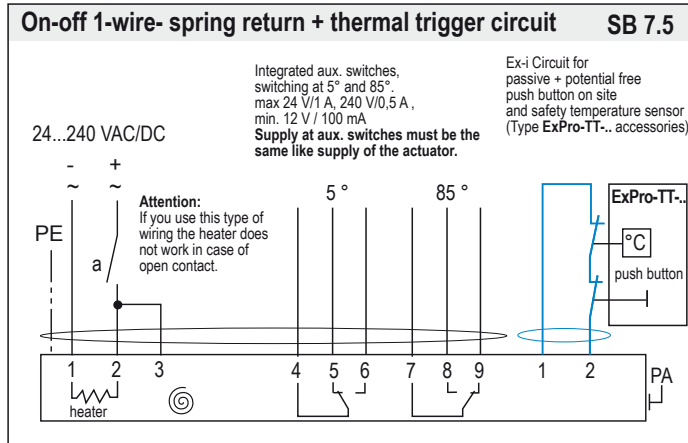 On-off 1-wire- spring return + thermal trigger circuit SB 7.5
Integrated aux. switches,
switching at 5° and 85°.
max 24 V/1 A, 240 V/0,5 A ,
min. 12 V / 100 mA
Supply at aux. switches must be the
same like supply of the actuator.
Ex-i Circuit for
passive + potential free
push button on site
and safety temperature sensor
(Type ExPro-TT-.. accessories)
24...240 VAC/DC
- +
~ ~
Attention:
If you use this type of
wiring the heater does
not work in case of
open contact.
5 °
85 °
ExPro-TT-..
°C
push button
PE
a
1 2 3 4 5 6 7 8 9 1 2
PA
heater